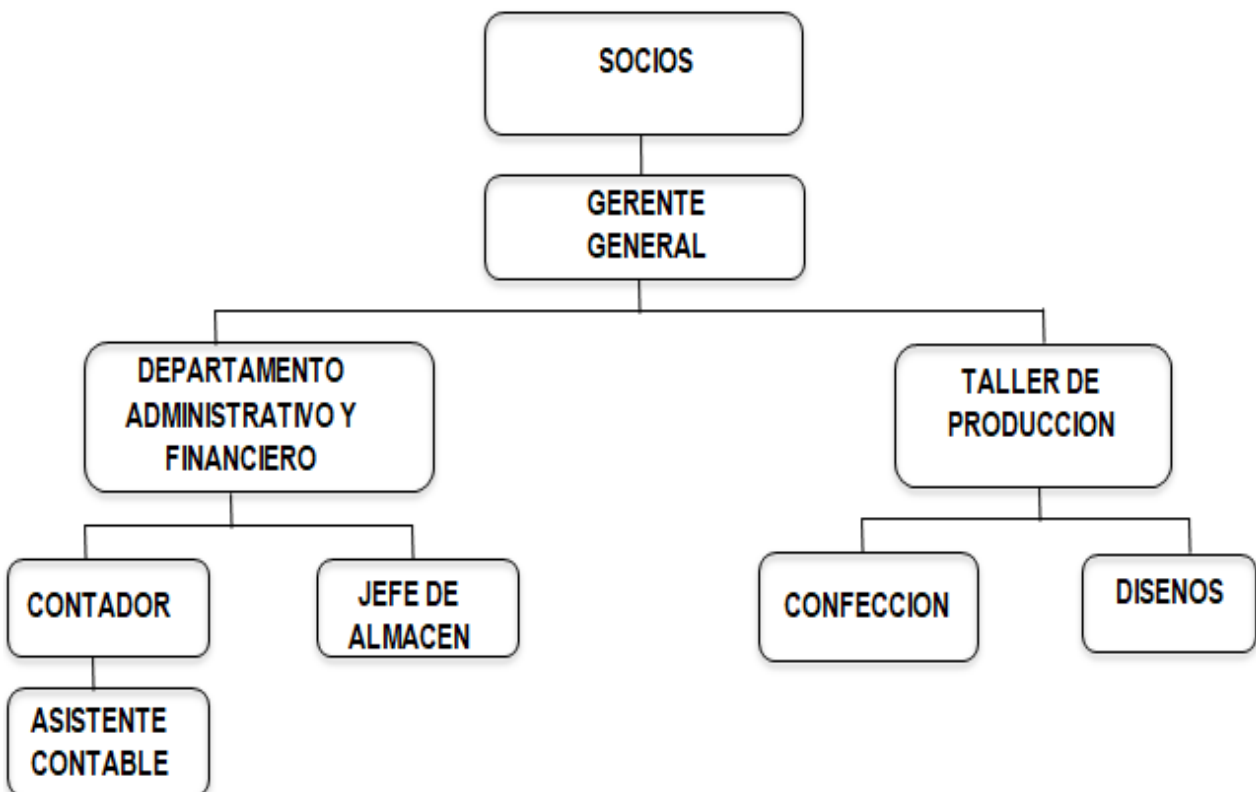 SOCIOS
GERENTE
GENERAL
DEPARTAMENTO
ADMINISTRATIVO Y
FINANCIERO
TALLER DE
PRODUCCION
CONTADOR
JEFE DE
ALMACEN
CONFECCION
DISENOS
ASISTENTE
CONTABLE